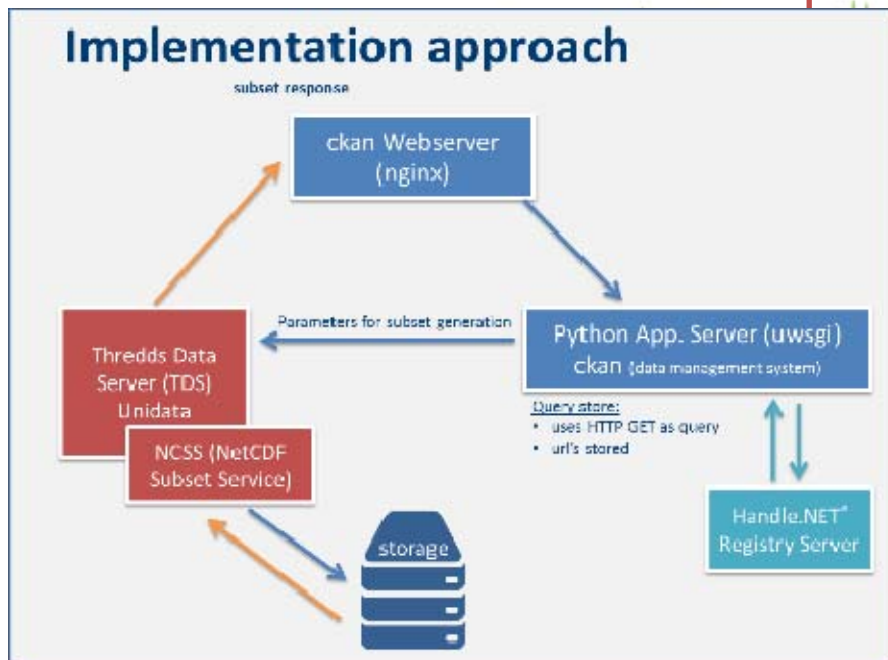 Implementation approach
subset response
ckan Webserver
(nginx)
Parameters for subset generation
Python App. Server (uwsgi)
ckan (data management system)
Thredds Data
Server (TDS)
Unidata
Query store:
• uses HTTP GET as query
• url's stored
NCSS (NetCDF
Subset Service)
Handle.NET®
Registry Server
storage